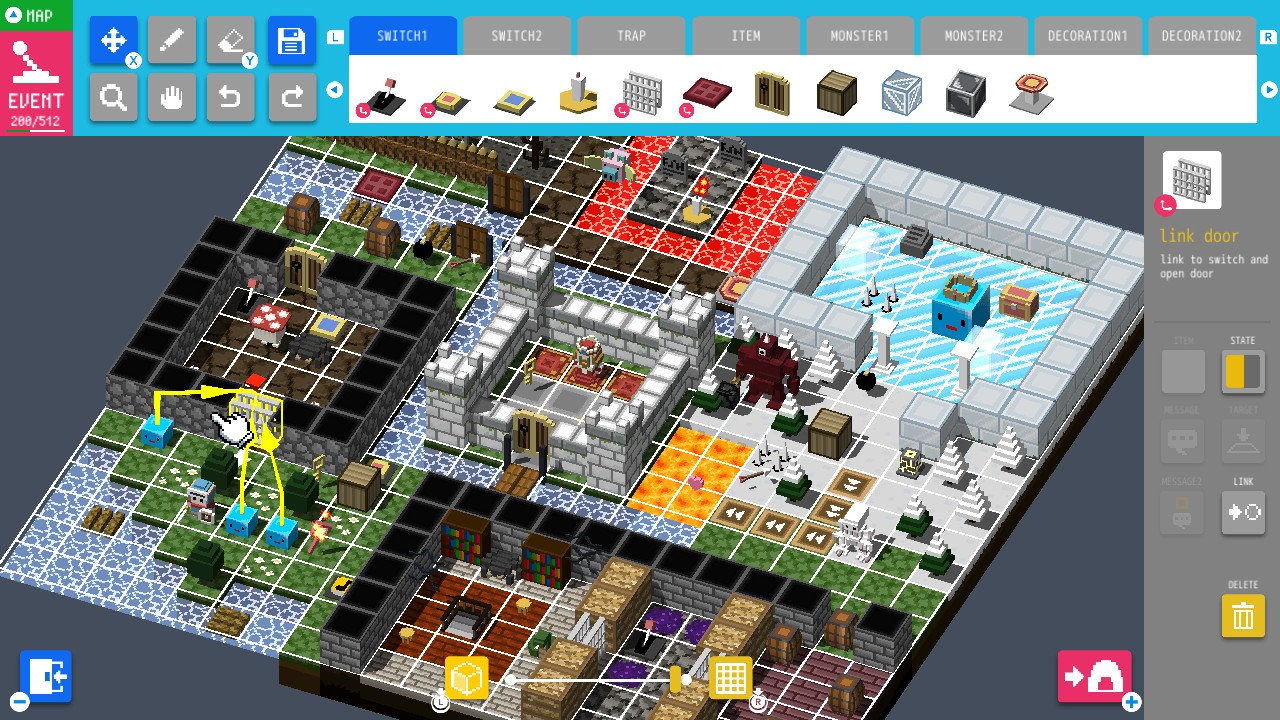 MAP
EVENT
200/512
X
Y
L
SWITCH1
SWITCH2
TRAP
ITEM
MONSTER1
MONSTER2
DECORATION1
DECORATION2
R
link door
link to switch and
open door
ITEM
STATE
MESSAGE
TARGET
MESSAGE2
LINK
DELETE
L
R